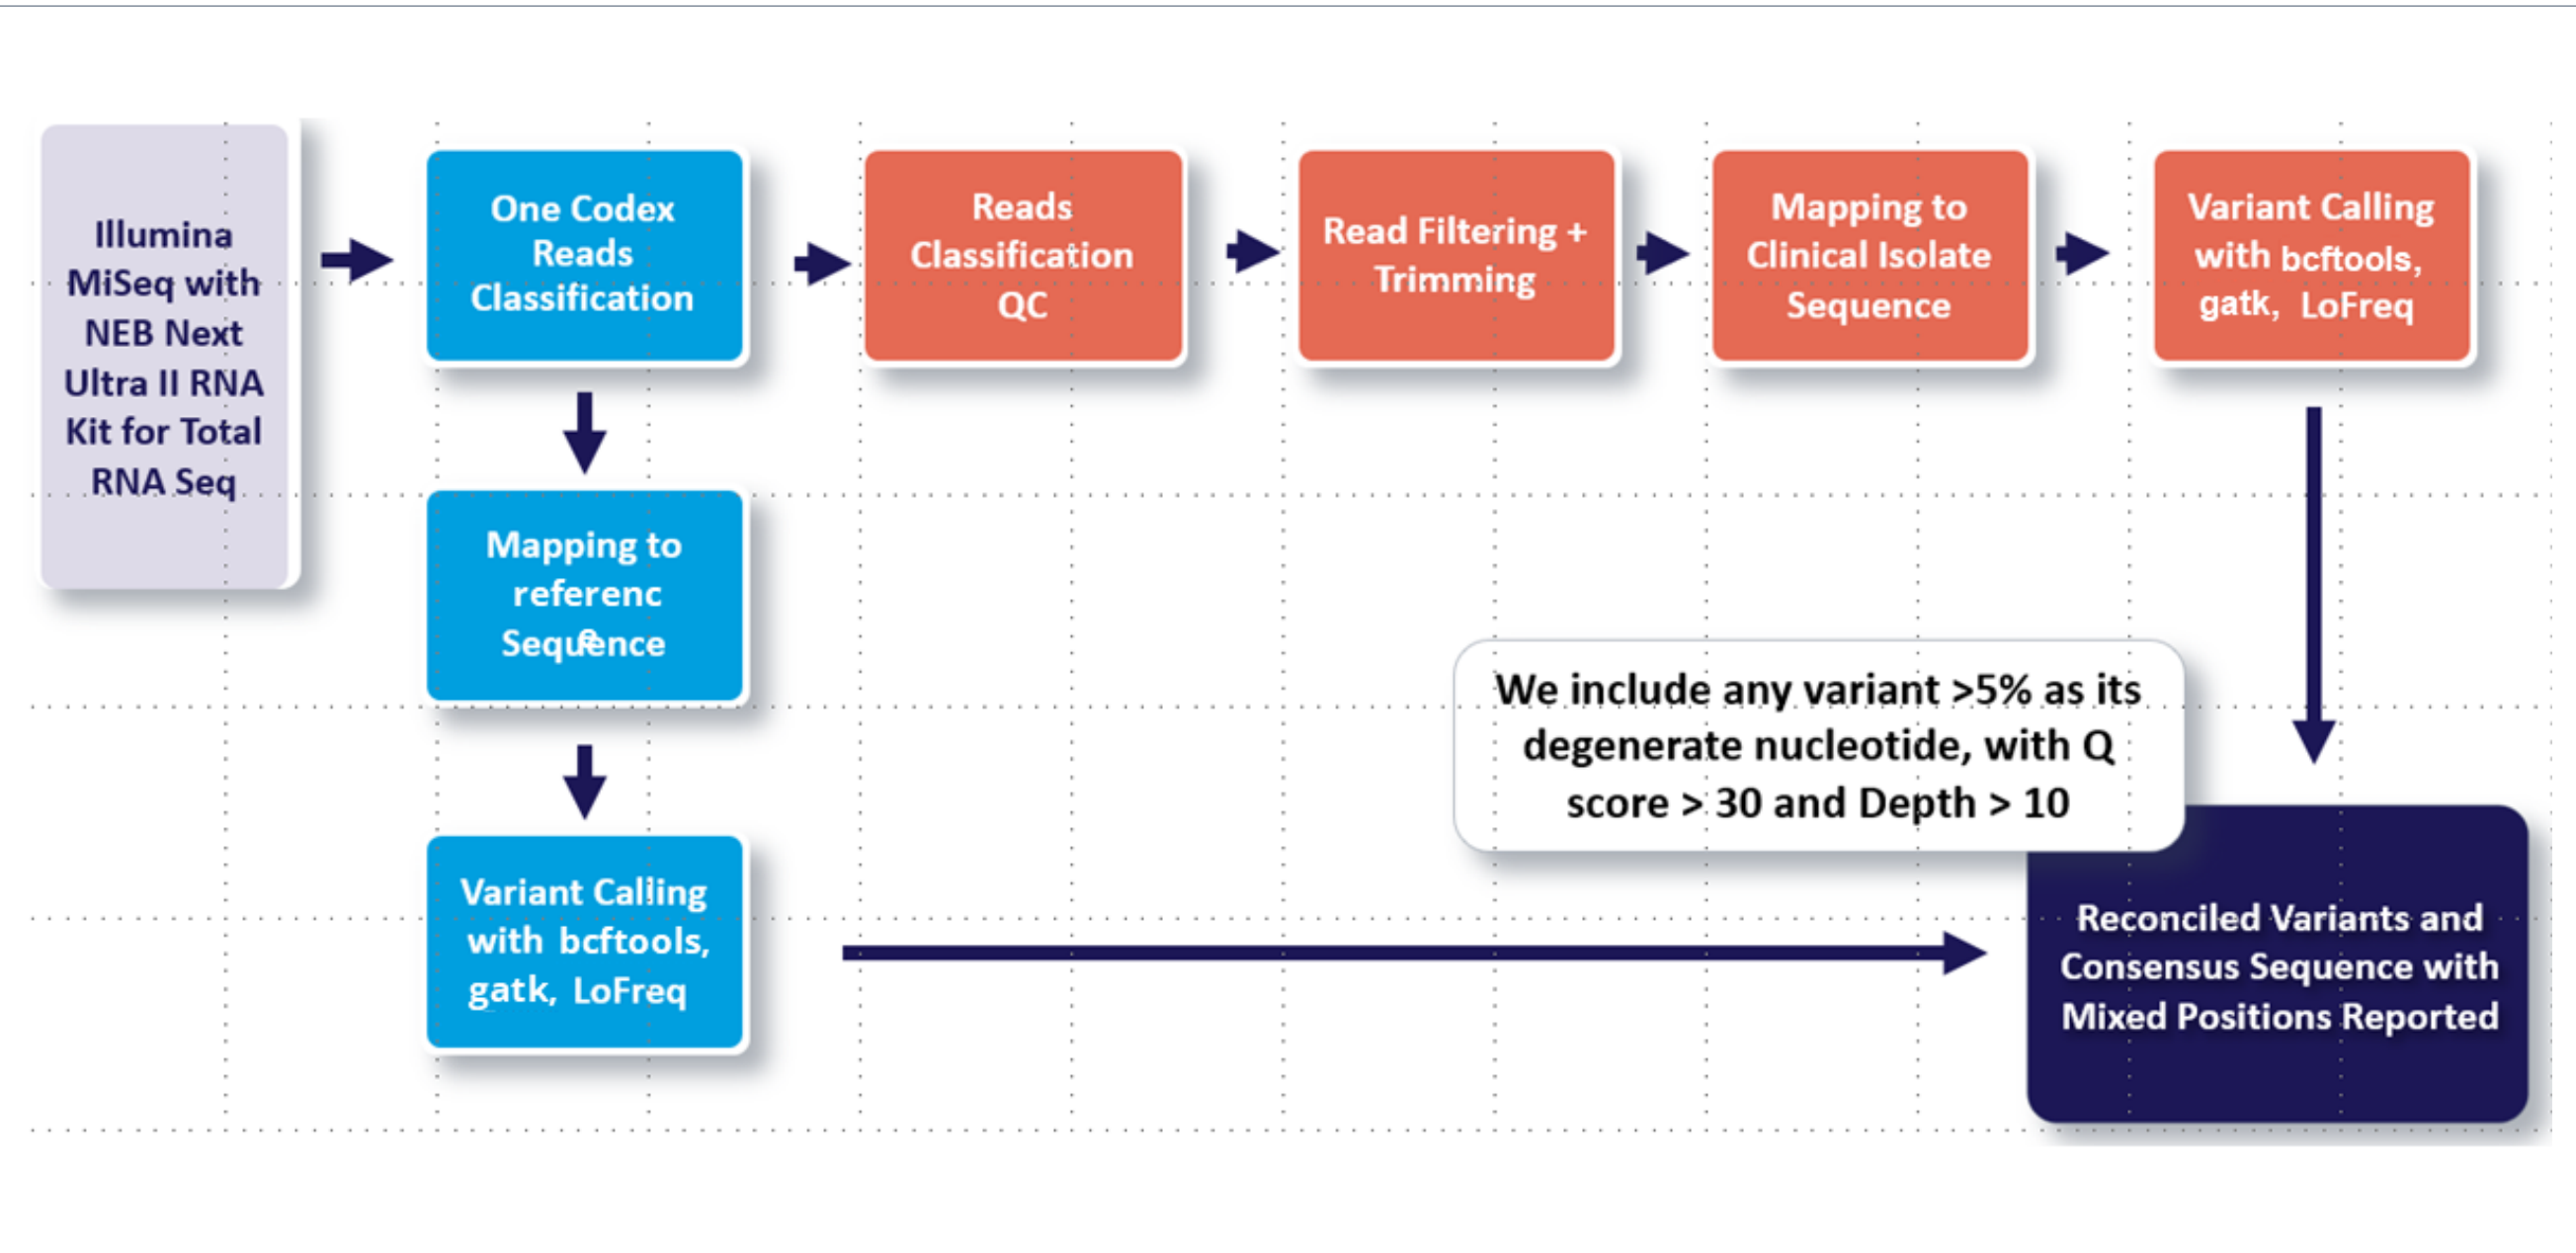 Illumina
MiSeq with
NEB Next
Ultra II RNA
Kit for Total
RNA Seq
One Codex
Reads
Classification
Reads
Classification
QC
Read Filtering +
Trimming
Mapping to
Clinical Isolate
Sequence
Variant Calling
with bcftools,
gatk, LoFreq
Mapping to
referenc
e
Sequence
Variant Calling
with bcftools,
gatk, LoFreq
We include any variant >5% as its
degenerate nucleotide, with Q
score > 30 and Depth > 10
Reconciled Variants and
Consensus Sequence with
Mixed Positions Reported